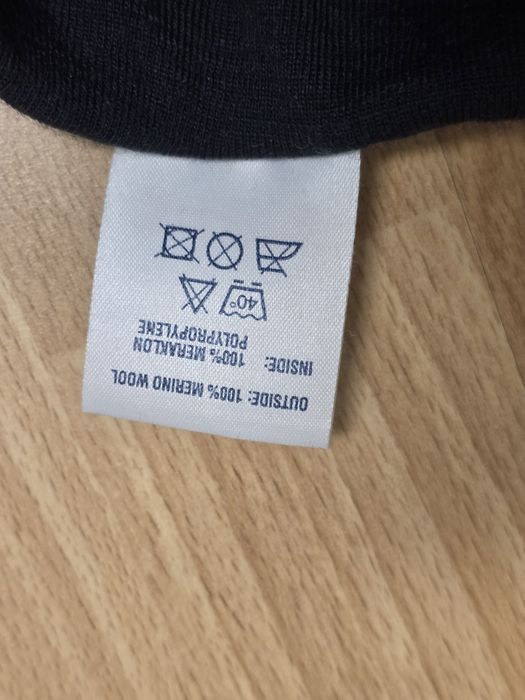 OUTSIDE: 100% MERINO WOOL
INSIDE: 100% MERAKLON
POLYPROPYLENE
40°